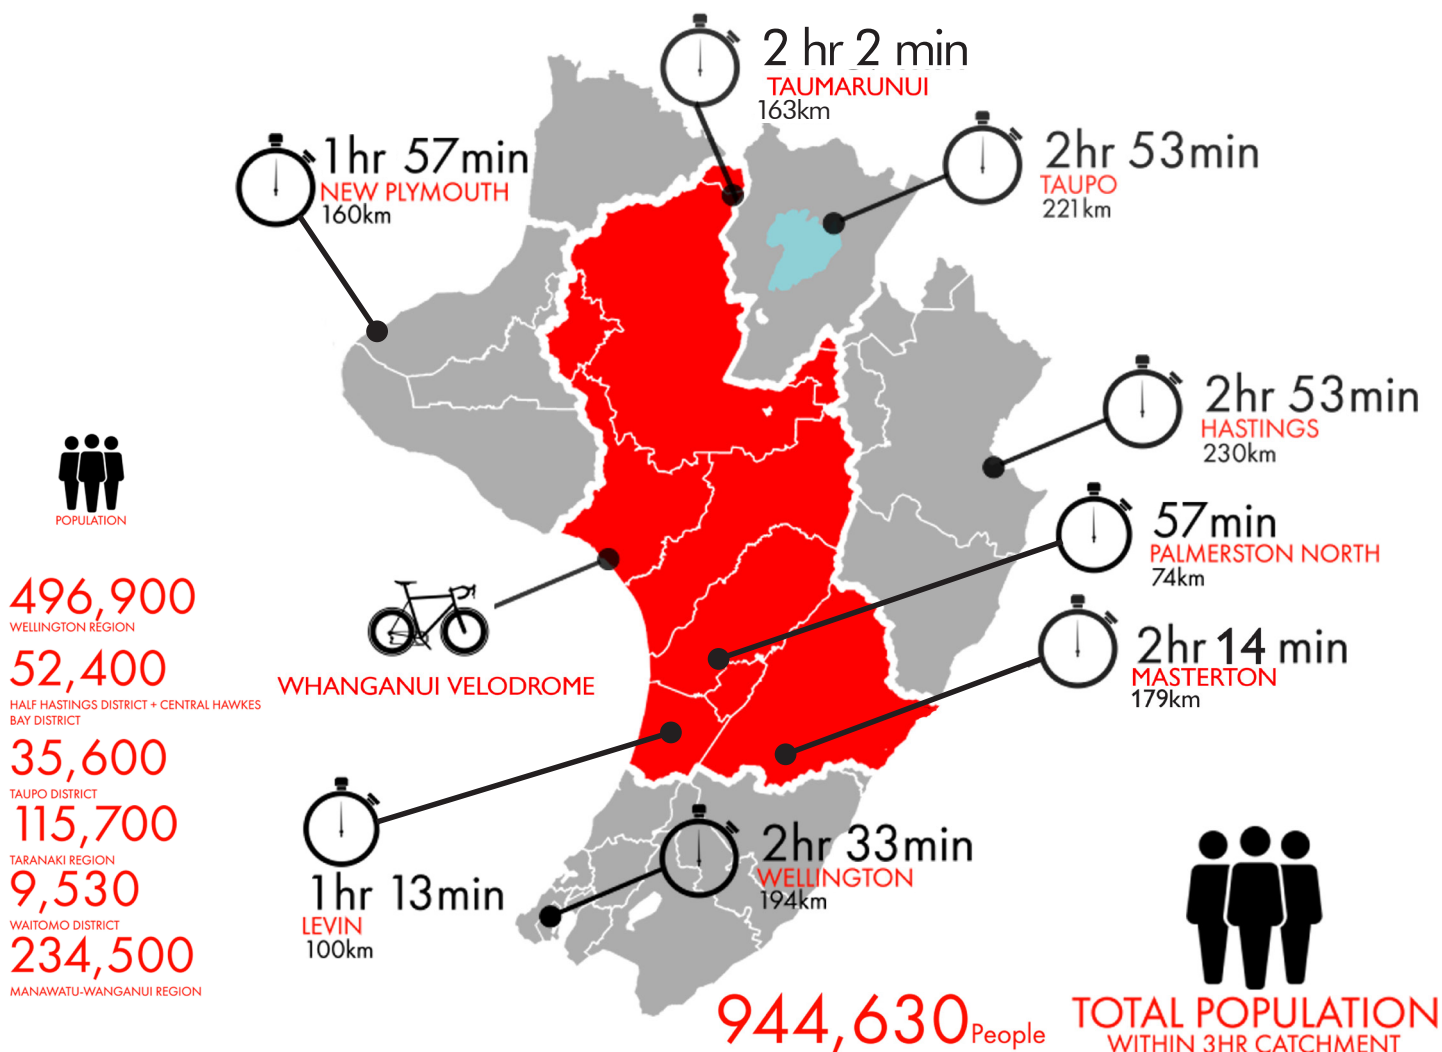 2 hr 2 min
TAUMARUNUI
163km
1hr 57min
NEW PLYMOUTH
160km
2hr 53min
TAUPO
221km
2hr 53min
HASTINGS
230km
57min
PALMERSTON NORTH
74km
2hr 14 min
MASTERTON
179km
WHANGANUI VELODROME
1hr 13min
LEVIN
100km
2hr 33min
WELLINGTON
194km
POPULATION
496,900
WELLINGTON REGION
52,400
HALF HASTINGS DISTRICT + CENTRAL HAWKES
BAY DISTRICT
35,600
TAUPO DISTRICT
115,700
TARANAKI REGION
9,530
WAITOMO DISTRICT
234,500
MANAWATU-WANGANUI REGION
944,630 People
TOTAL POPULATION
WITHIN 3HR CATCHMENT